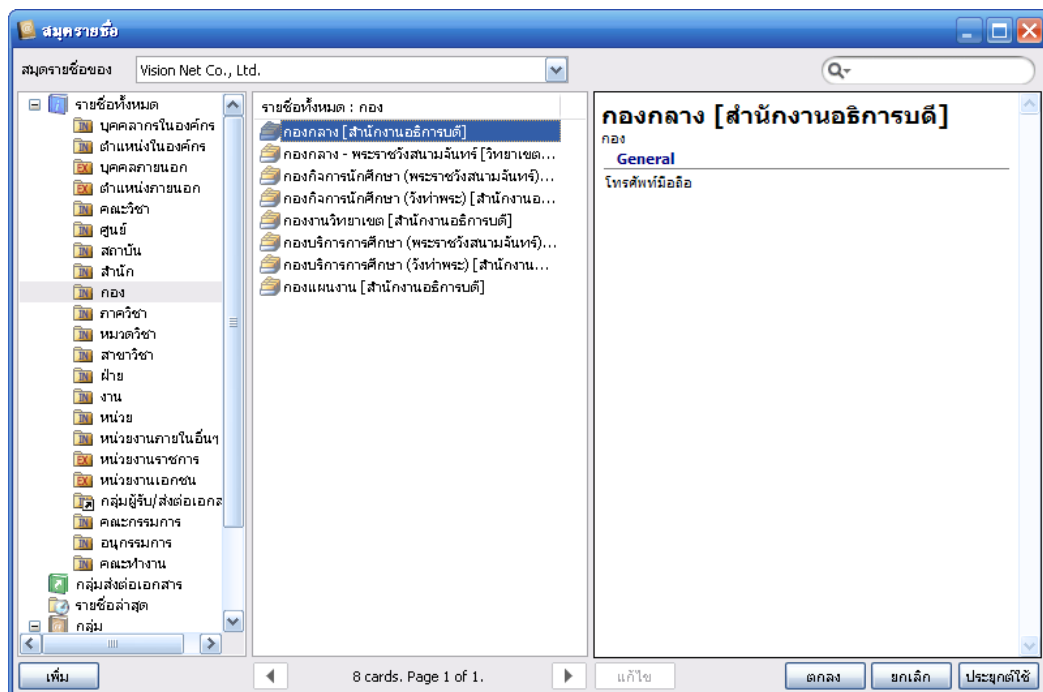 สมุดรายชื่อ
สมุดรายชื่อของ Vision Net Co., Ltd.
รายชื่อทั้งหมด
บุคคลากรในองค์กร
ตำแหน่งในองค์กร
บุคคลภายนอก
ตำแหน่งภายนอก
คณะวิชา
ศูนย์
สถาบัน
สำนัก
กอง
ภาควิชา
หมวดวิชา
สาขาวิชา
ฝ่าย
งาน
หน่วย
หน่วยงานภายในอื่นๆ
หน่วยงานราชการ
หน่วยงานเอกชน
กลุ่มผู้รับ/ส่งต่อเอกส
คณะกรรมการ
อนุกรรมการ
คณะทำงาน
กลุ่มส่งต่อเอกสาร
รายชื่อล่าสุด
กลุ่ม
รายชื่อทั้งหมด : กอง
กองกลาง [สำนักงานอธิการบดี]
กองกลาง - พระราชวังสนามจันทร์ [วิทยาเขต...
กองกิจการนักศึกษา (พระราชวังสนามจันทร์)...
กองกิจการนักศึกษา (วังท่าพระ) [สำนักงานอ...
กองงานวิทยาเขต [สำนักงานอธิการบดี]
กองบริการการศึกษา (พระราชวังสนามจันทร์)...
กองบริการการศึกษา (วังท่าพระ) [สำนักงาน...
กองแผนงาน [สำนักงานอธิการบดี]
กองกลาง [สำนักงานอธิการบดี]
กอง
General
โทรศัพท์มือถือ
เพิ่ม 8 cards. Page 1 of 1. แก้ไข ตกลง ยกเลิก ประยุกต์ใช้